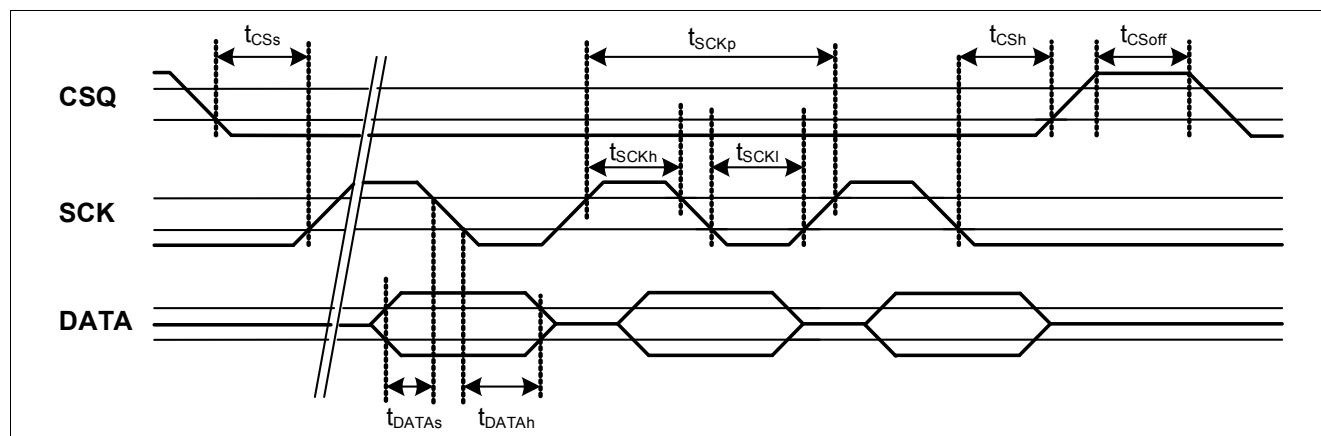 tCSs
tSCKp
tCSh
tCSoff
CSQ
tSCKh
tSCKl
SCK
DATA
tDATAs
tDATAh